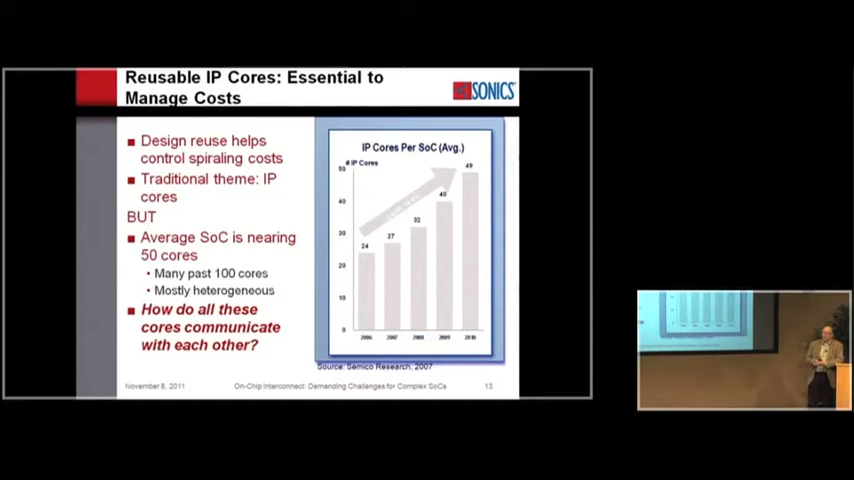 Reusable IP Cores: Essential to
Manage Costs
SONICS
Design reuse helps
control spiraling costs
Traditional theme: IP
cores
BUT
Average SoC is nearing
50 cores
• Many past 100 cores
• Mostly heterogeneous
How do all these
cores communicate
with each other?
IP Cores Per SoC (Avg.)
# IP Cores
50
40
30
20
10
0
24
27
32
40
49
2006 2007 2008 2009 2010
Source: Semico Research, 2007
November 8, 2011 On-Chip Interconnect: Demanding Challenges for Complex SoCs 13